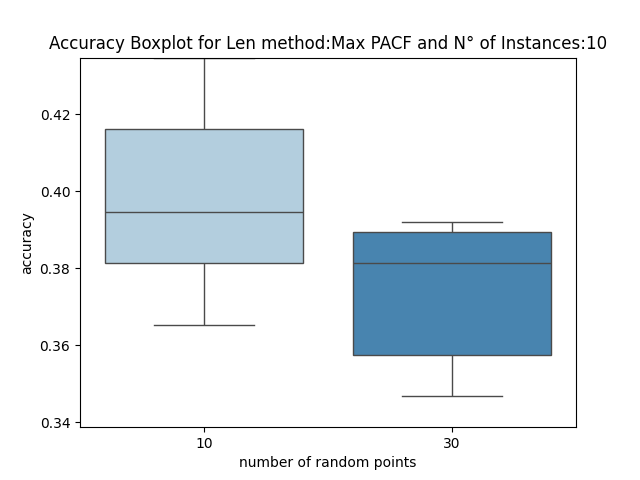 Accuracy Boxplot for Len method:Max PACF and N° of Instances:10
0.42
0.40
0.38
0.36
0.34
accuracy
10 30
number of random points